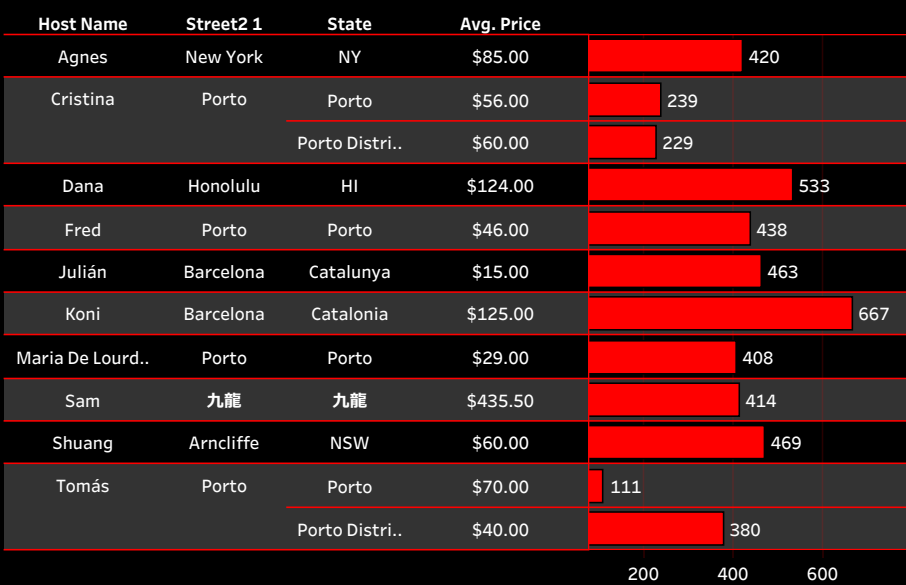 Host Name Street2 1 State Avg. Price
Agnes New York NY $85.00 420
Cristina Porto Porto $56.00 239
Porto Distri.. $60.00 229
Dana Honolulu HI $124.00 533
Fred Porto Porto $46.00 438
Julián Barcelona Catalunya $15.00 463
Koni Barcelona Catalonia $125.00 667
Maria De Lourd.. Porto Porto $29.00 408
Sam 九龍 九龍 $435.50 414
Shuang Arncliffe NSW $60.00 469
Tomás Porto Porto $70.00 111
Porto Distri.. $40.00 380
200 400 600